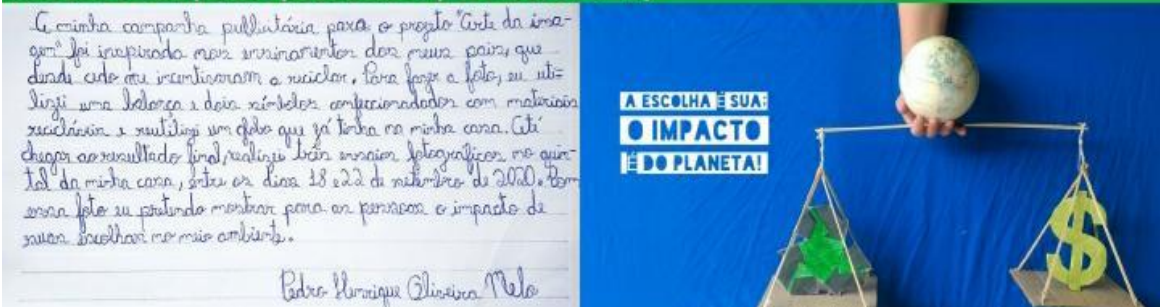 A minha campanha publicitária para o projeto "Arte da ima-
gem" foi inspirada nos ensinamentos dos meus pais, que
desde cedo me incentivaram a reciclar. Para fazer a foto, eu uti-
lizei uma balança e dois símbolos confeccionados com materiais
recicláveis e reutilizei um globo que já tinha na minha casa. Até
chegar ao resultado final, realizei três ensaios fotográficos no quin-
tal da minha casa, entre os dias 18 e 22 de setembro de 2020. Com
essa foto eu pretendo mostrar para as pessoas o impacto de
suas escolhas no meio ambiente.
Pedro Henrique Oliveira Melo
A ESCOLHA É SUA:
O IMPACTO
É DO PLANETA!
$